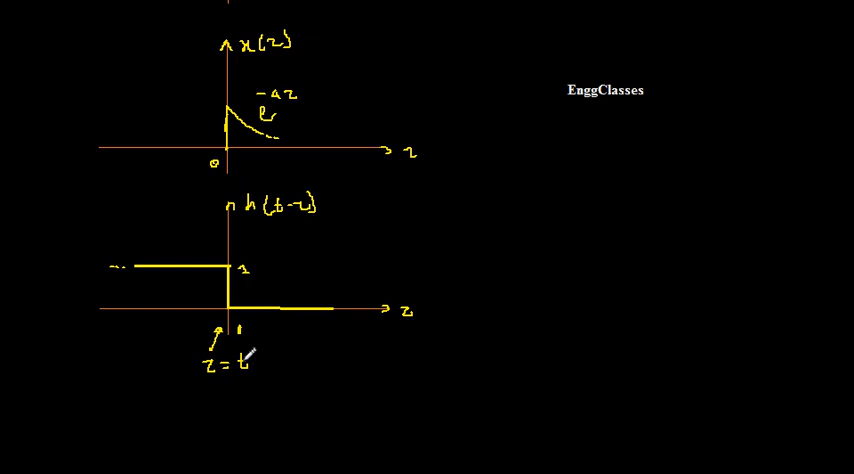 x(τ)
EnggClasses
e^-aτ
τ
0
h(t-τ)
... 1
τ
τ = t